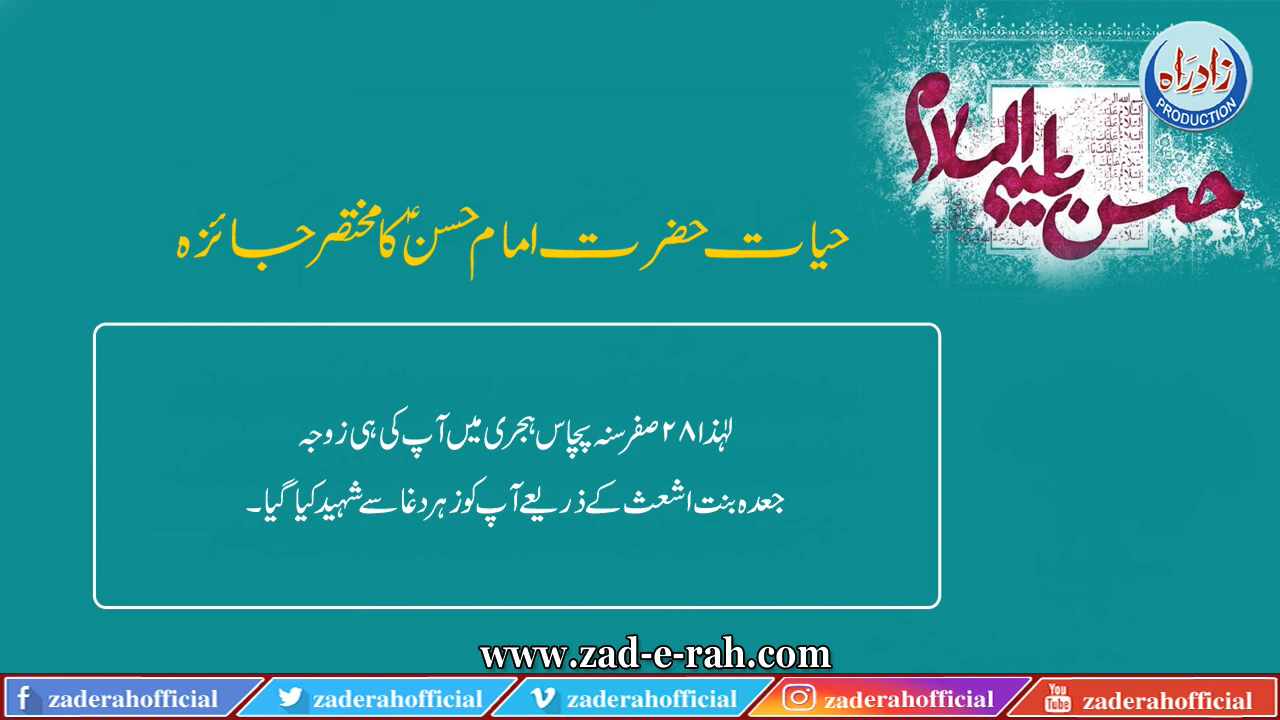 زادِ رَاہ
PRODUCTION
حسن علیہ السلام
حیات حضرت امام حسنؑ کا مختصر جائزہ
لہٰذا ۲۸ صفر سنہ پچاس ہجری میں آپ کی ہی زوجہ
جعدہ بنت اشعث کے ذریعے آپ کو زہر دغا سے شہید کیا گیا۔
www.zad-e-rah.com
zaderahofficial
zaderahofficial
zaderahofficial
zaderahofficial
You Tube zaderahofficial